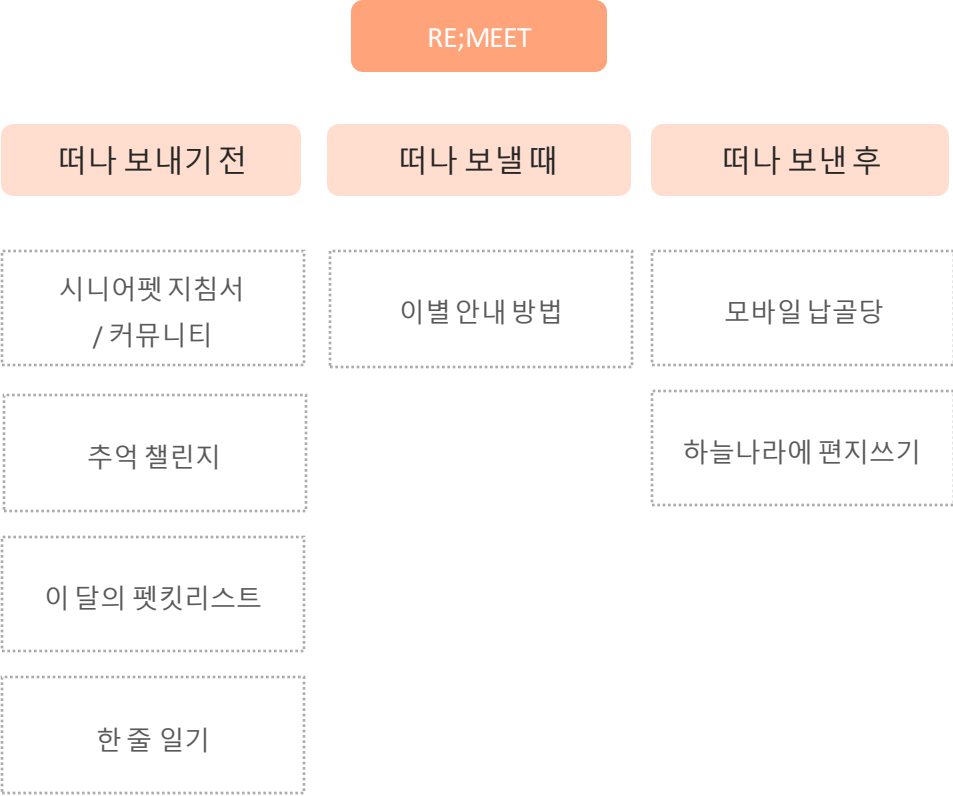 RE;MEET
떠나 보내기 전
떠나 보낼 때
떠나 보낸 후
시니어펫 지침서
/ 커뮤니티
이별 안내 방법
모바일 납골당
추억 챌린지
하늘나라에 편지쓰기
이 달의 펫킷리스트
한 줄 일기